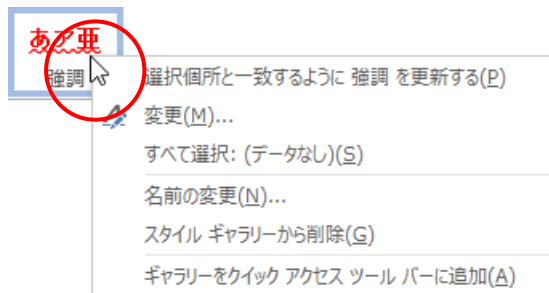 あア亜
強調
選択個所と一致するように 強調 を更新する(P)
変更(M)...
すべて選択: (データなし)(S)
名前の変更(N)...
スタイル ギャラリーから削除(G)
ギャラリーをクイック アクセス ツール バーに追加(A)